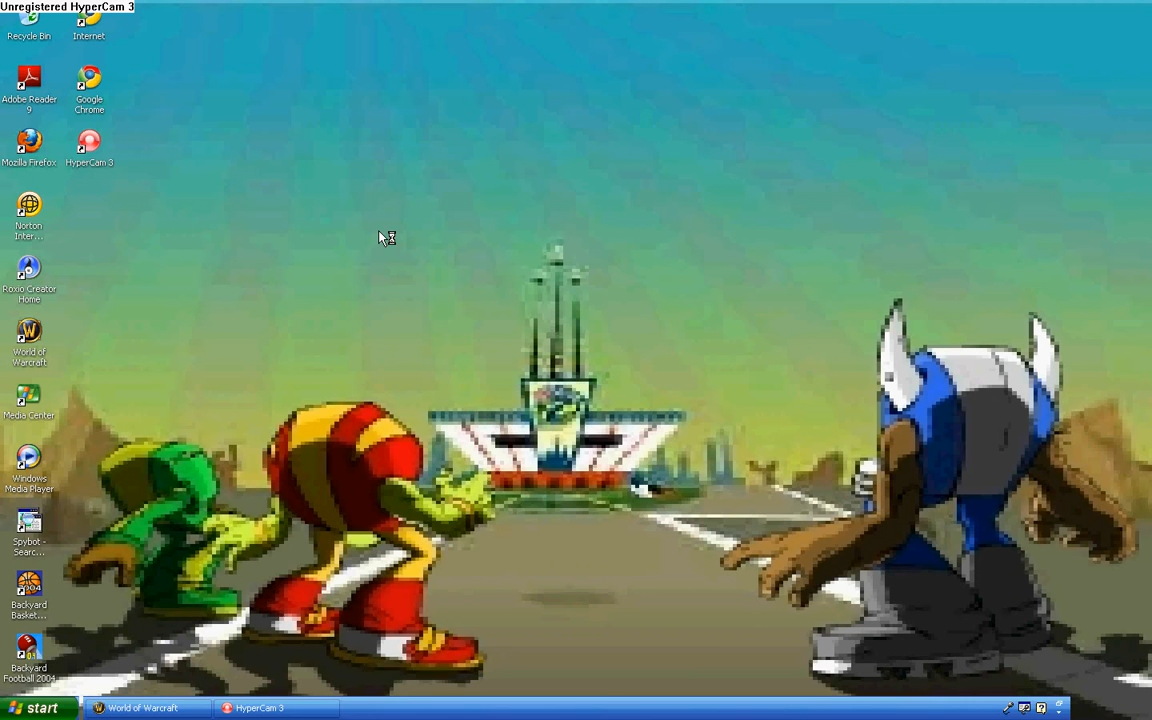 Unregistered HyperCam 3
Recycle Bin
Internet
Adobe Reader
9
Google
Chrome
Mozilla Firefox
HyperCam 3
Norton
Inter...
Roxio Creator
Home
World of
Warcraft
Media Center
Windows
Media Player
Spybot -
Searc...
2004
Backyard
Basket...
Backyard
Football 2004
start
World of Warcraft
HyperCam 3